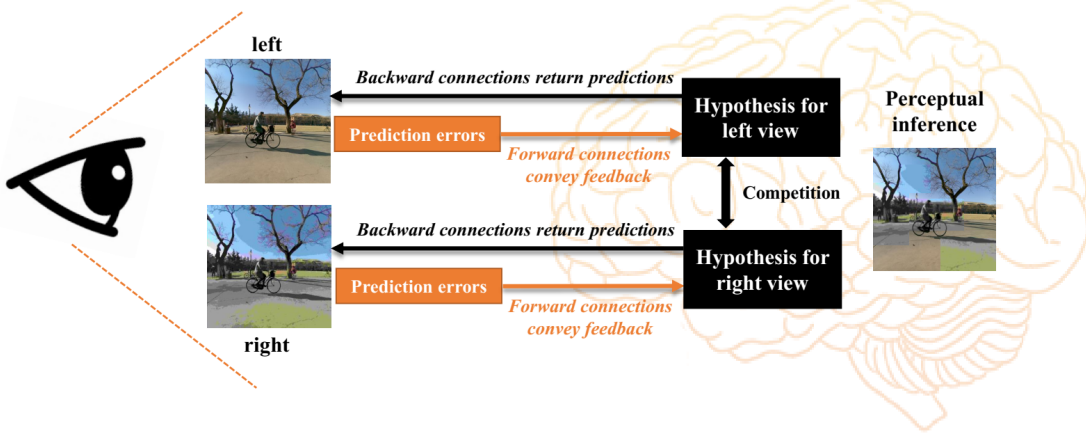 left
Backward connections return predictions
Prediction errors
Forward connections
convey feedback
Hypothesis for
left view
Perceptual
inference
Competition
Backward connections return predictions
Prediction errors
Forward connections
convey feedback
Hypothesis for
right view
right